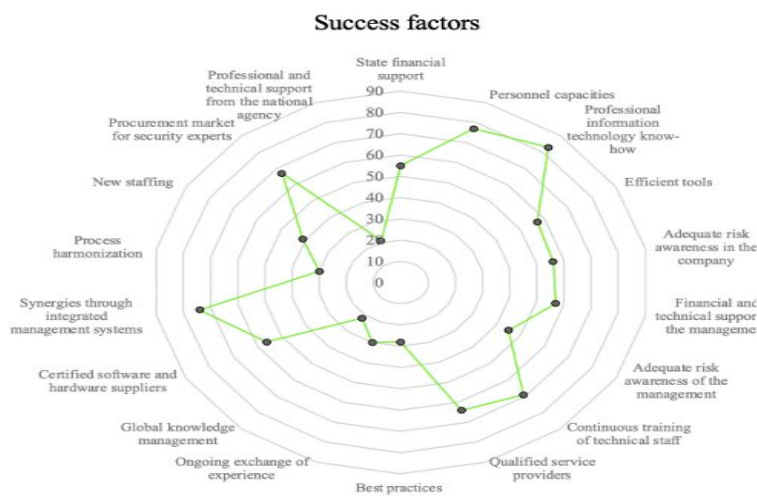 Success factors
State financial
support
Personnel capacities
Professional
information
technology know-
how
Efficient tools
Adequate risk
awareness in the
company
Financial and
technical support
the manageme
Adequate risk
awareness of the
management
Continuous training
of technical staff
Qualified service
providers
Best practices
Ongoing exchange of
experience
Global knowledge
management
Certified software and
hardware suppliers
Synergies through
integrated
management systems
Process
harmonization
New staffing
Procurement market
for security experts
Professional and
technical support
from the national
agency
90
80
70
60
50
40
30
20
10
0